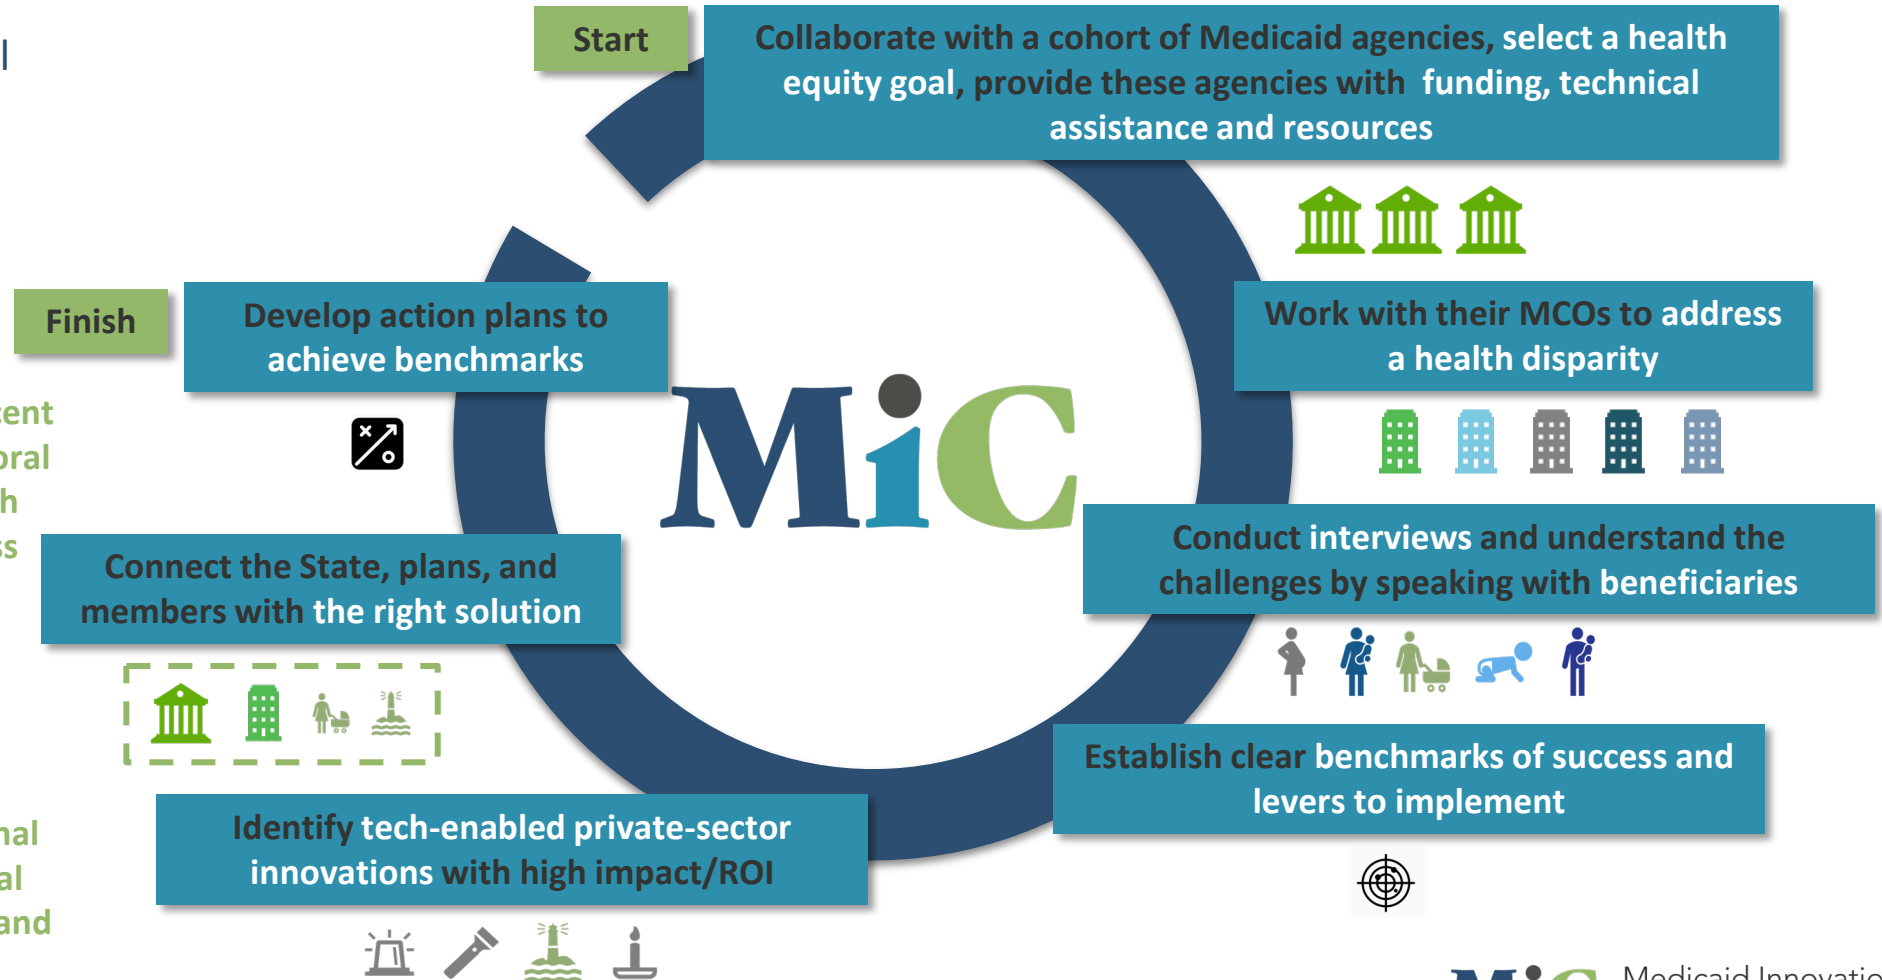 Start
Collaborate with a cohort of Medicaid agencies, select a health
equity goal, provide these agencies with funding, technical
assistance and resources
Work with their MCOs to address
a health disparity
Conduct interviews and understand the
challenges by speaking with beneficiaries
Establish clear benchmarks of success and
levers to implement
Identify tech-enabled private-sector
innovations with high impact/ROI
Connect the State, plans, and
members with the right solution
Finish
Develop action plans to
achieve benchmarks
MiC
and
MiC
Medicaid